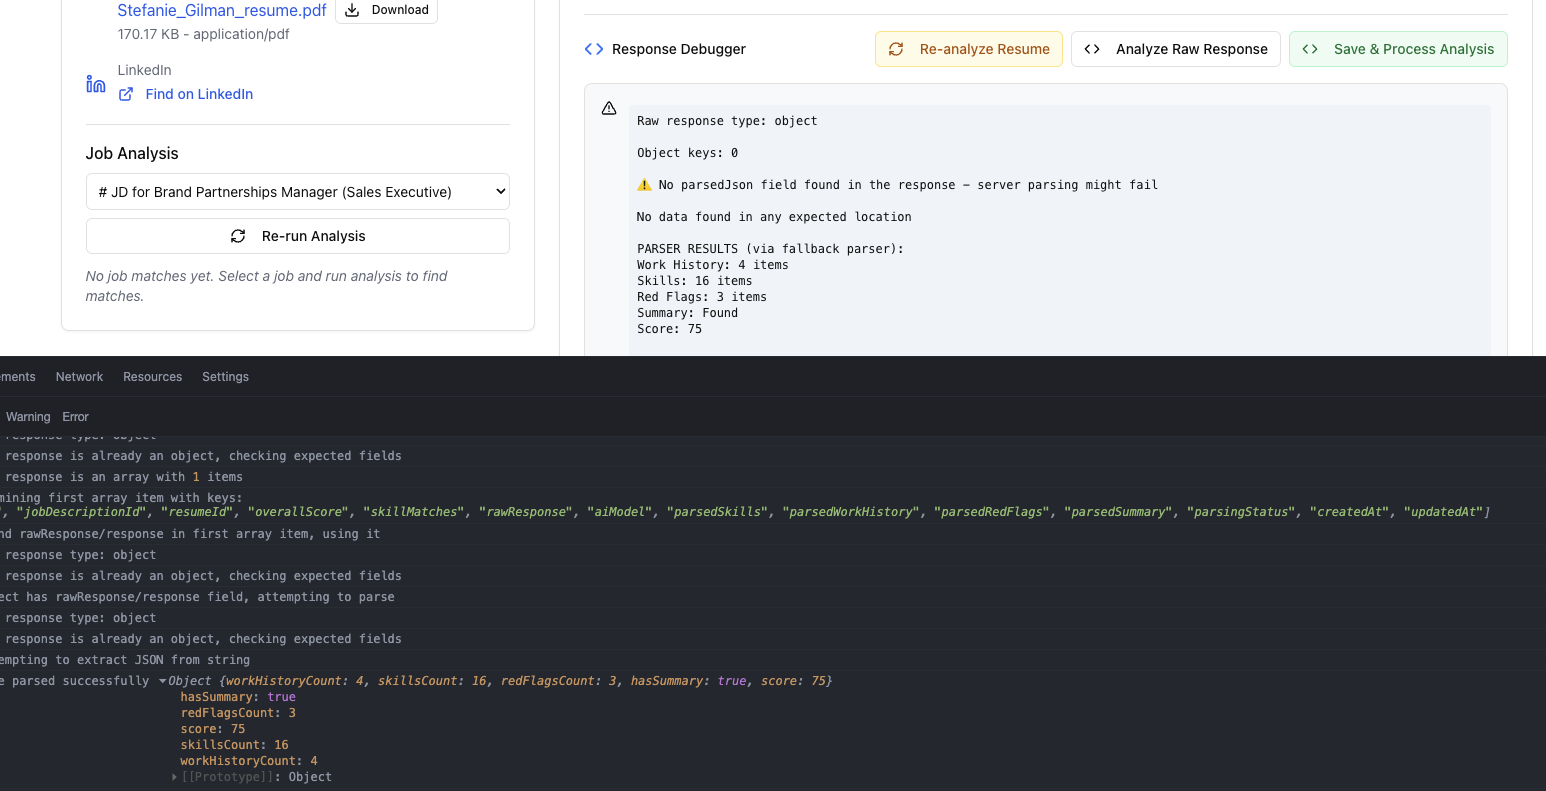 Stefanie_Gilman_resume.pdf
Download
170.17 KB - application/pdf
LinkedIn
Find on LinkedIn
Job Analysis
# JD for Brand Partnerships Manager (Sales Executive)
Re-run Analysis
No job matches yet. Select a job and run analysis to find
matches.
Response Debugger
Re-analyze Resume
Analyze Raw Response
Save & Process Analysis
Raw response type: object
Object keys: 0
⚠️ No parsedJson field found in the response – server parsing might fail
No data found in any expected location
PARSER RESULTS (via fallback parser):
Work History: 4 items
Skills: 16 items
Red Flags: 3 items
Summary: Found
Score: 75
ments Network Resources Settings
Warning Error
response type: object
response is already an object, checking expected fields
response is an array with 1 items
mining first array item with keys:
", "jobDescriptionId", "resumeId", "overallScore", "skillMatches", "rawResponse", "aiModel", "parsedSkills", "parsedWorkHistory", "parsedRedFlags", "parsedSummary", "parsingStatus", "createdAt", "updatedAt"]
nd rawResponse/response in first array item, using it
response type: object
response is already an object, checking expected fields
ect has rawResponse/response field, attempting to parse
response type: object
response is already an object, checking expected fields
empting to extract JSON from string
e parsed successfully Object {workHistoryCount: 4, skillsCount: 16, redFlagsCount: 3, hasSummary: true, score: 75}
hasSummary: true
redFlagsCount: 3
score: 75
skillsCount: 16
workHistoryCount: 4
[[Prototype]]: Object